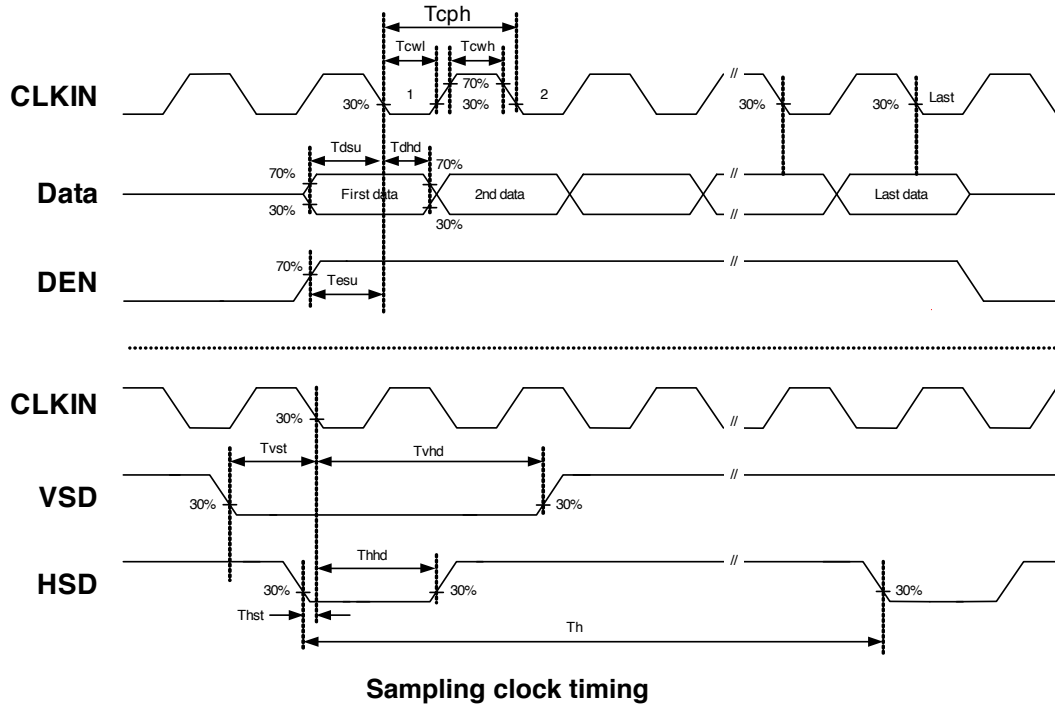 Tcph
Tcwl Tcwh
CLKIN 30% 1 70% 30% 2 // 30% 30% Last
Tdsu Tdhd
70% 70%
Data First data 2nd data // // Last data
30% 30%
DEN 70% Tesu //
CLKIN 30% //
Tvst Tvhd
VSD 30% 30% //
Thhd
HSD 30% 30% // 30%
Thst
Th
Sampling clock timing